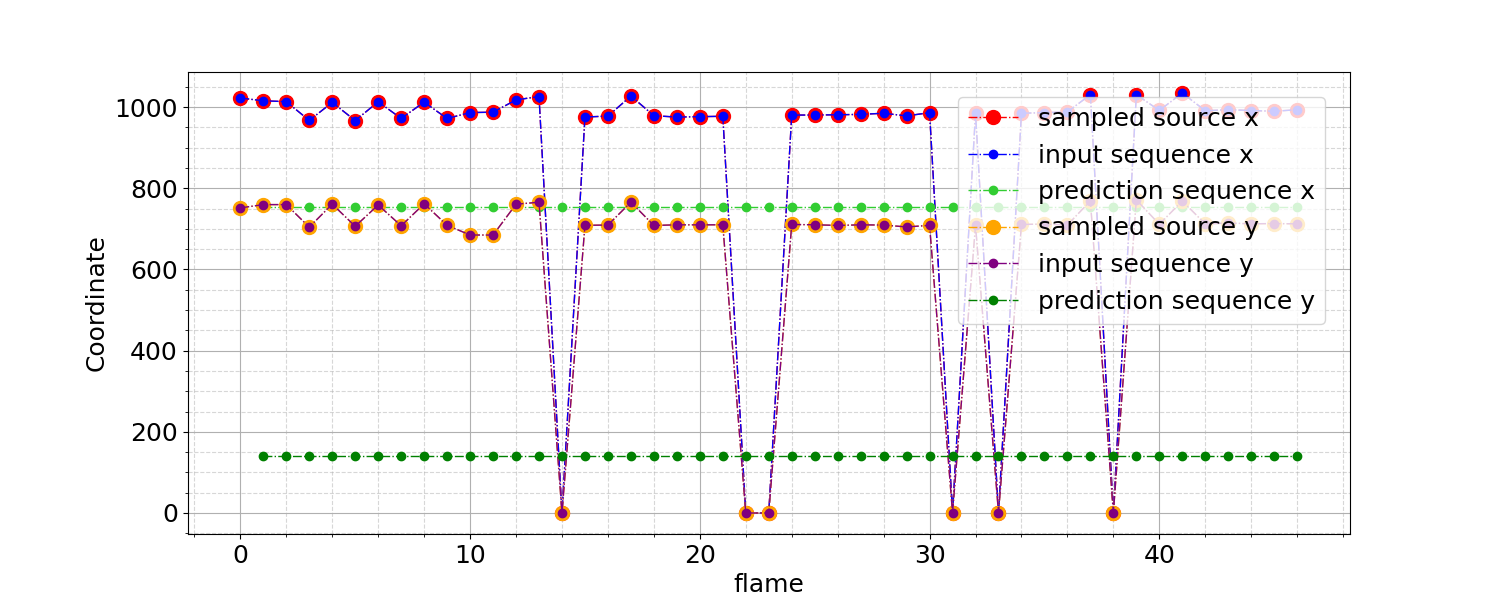 1000
800
600
400
200
0
Coordinate
sampled source x
input sequence x
prediction sequence x
sampled source y
input sequence y
prediction sequence y
0 10 20 30 40
flame